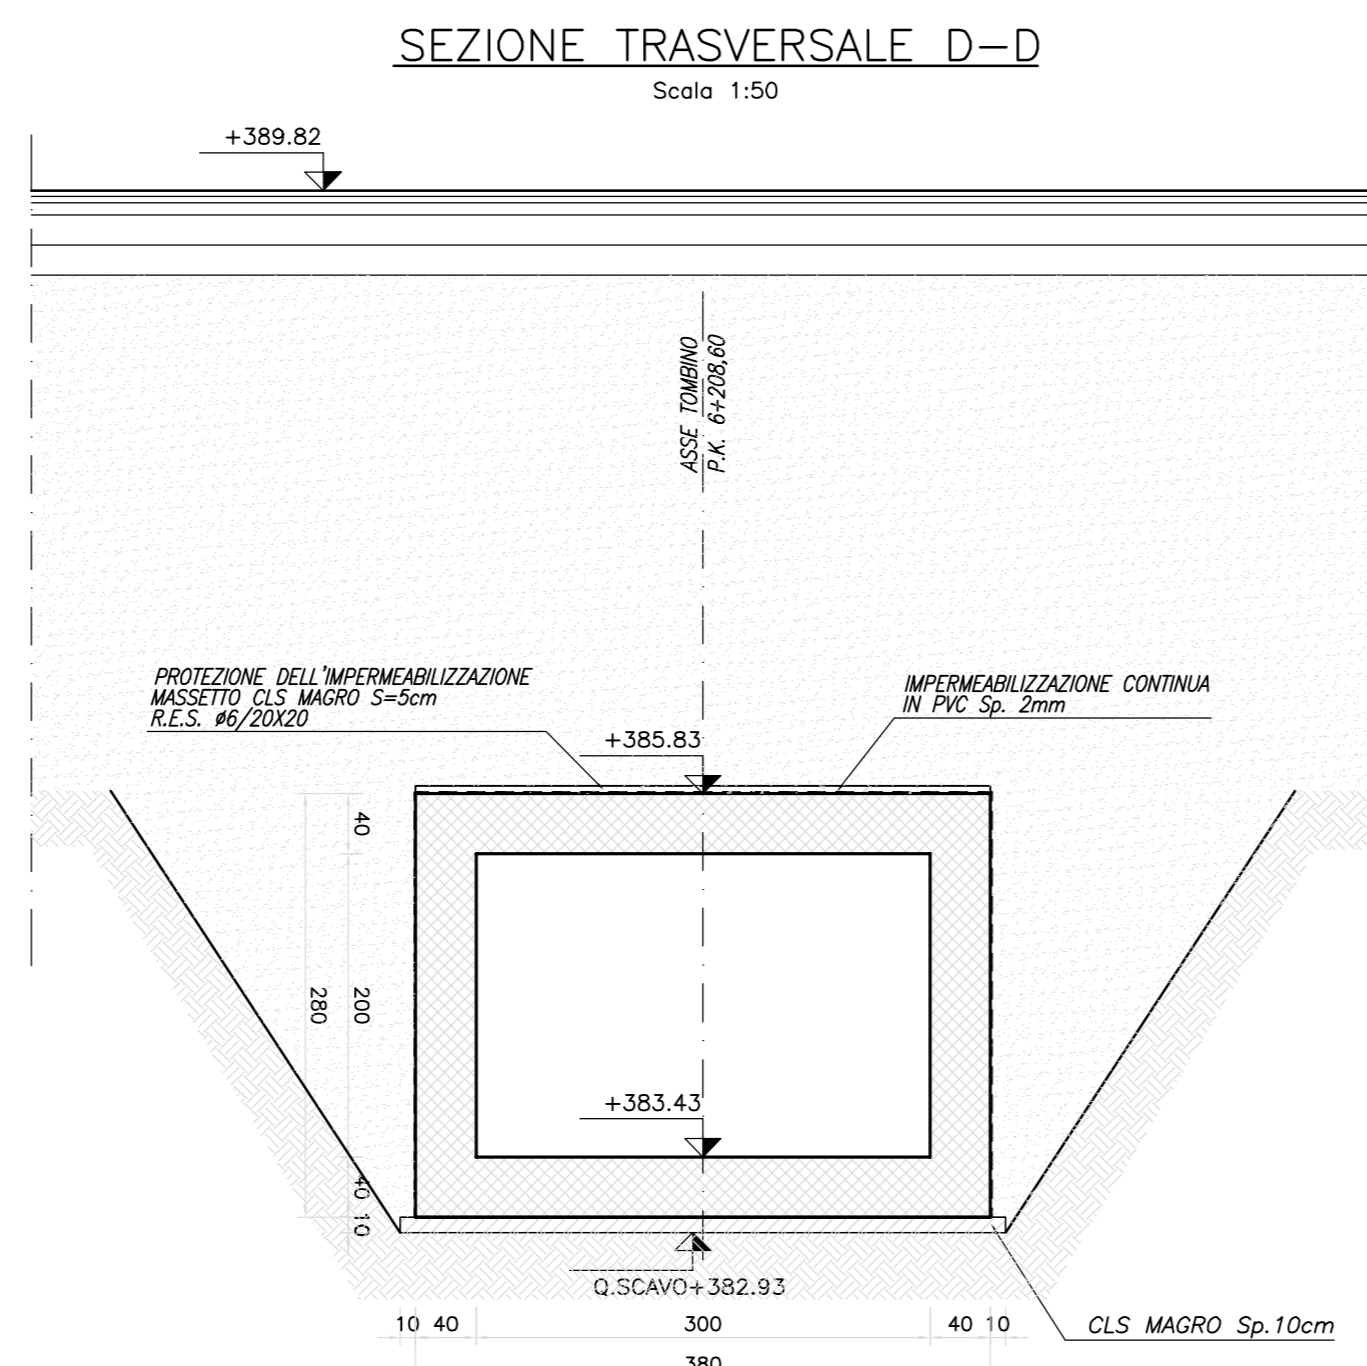 SEZIONE TRASVERSALE D-D
Scala 1:50
+389.82
ASSE TOMBINO
P.K. 6+208,60
PROTEZIONE DELL'IMPERMEABILIZZAZIONE
MASSETTO CLS MAGRO S=5cm
R.E.S. ø6/20X20
IMPERMEABILIZZAZIONE CONTINUA
IN PVC Sp. 2mm
+385.83
40
200
280
+383.43
40
10
Q.SCAVO+382.93
10 40 300 40 10
CLS MAGRO Sp.10cm
380